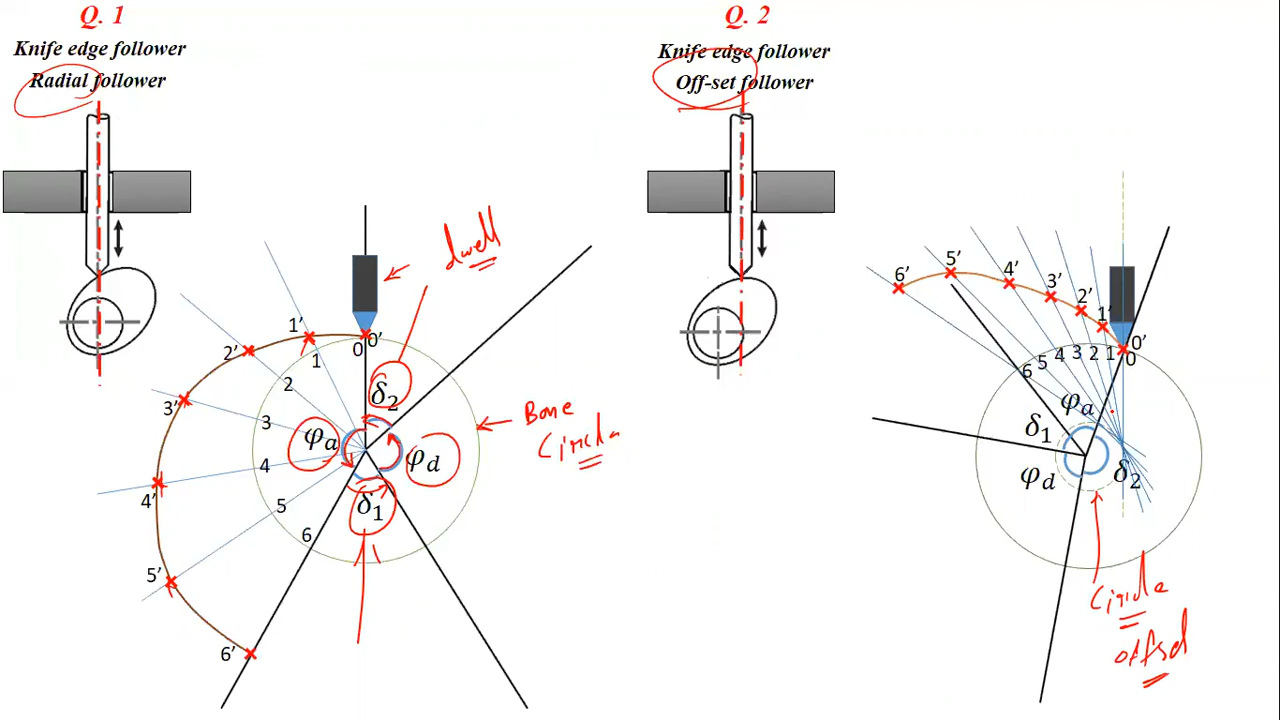 Q. 1
Knife edge follower
Radial follower
dwell
1'
0'
0
1
2'
2
δ2
3'
3
φa
φd
Base
Circle
4
4'
δ1
5
6
5'
6'
Q. 2
Knife edge follower
Off-set follower
6'
5'
4'
3'
2'
1'
0'
6
5
4
3
2
1
0
φa
δ1
φd
δ2
Circle
offset